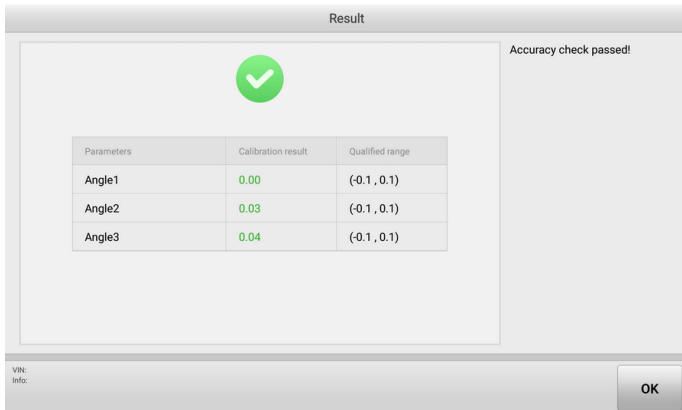 Result
Accuracy check passed!
Parameters Calibration result Qualified range
Angle1 0.00 (-0.1 , 0.1)
Angle2 0.03 (-0.1 , 0.1)
Angle3 0.04 (-0.1 , 0.1)
VIN:
Info:
OK